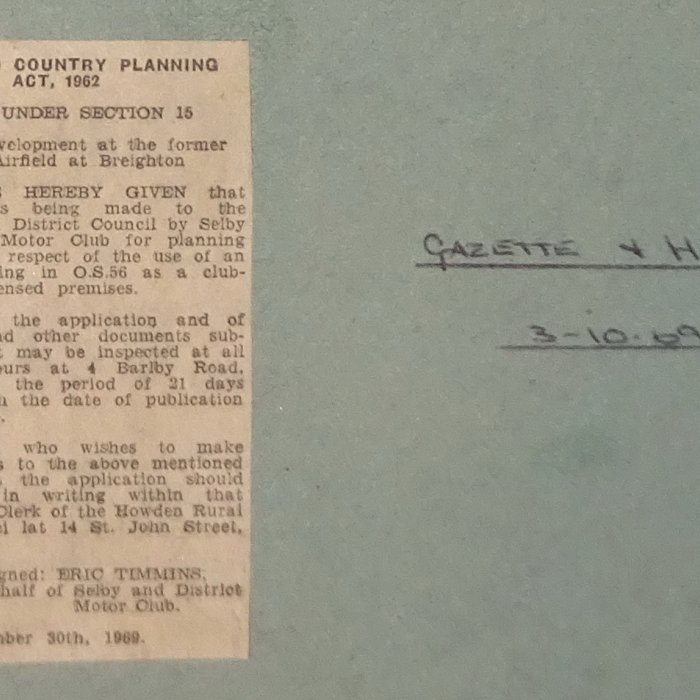 COUNTRY PLANNING
ACT, 1962
UNDER SECTION 15
velopment at the former
Airfield at Breighton
S HEREBY GIVEN that
s being made to the
District Council by Selby
Motor Club for planning
respect of the use of an
ing in O.S.56 as a club-
ensed premises.
the application and of
nd other documents sub-
t may be inspected at all
ours at 4 Barlby Road,
the period of 21 days
h the date of publication
.
who wishes to make
s to the above mentioned
the application should
in writing within that
Clerk of the Howden Rural
il lat 14 St. John Street,
gned: ERIC TIMMINS,
half of Selby and District
Motor Club.
mber 30th, 1969.
GAZETTE & H
3-10-69